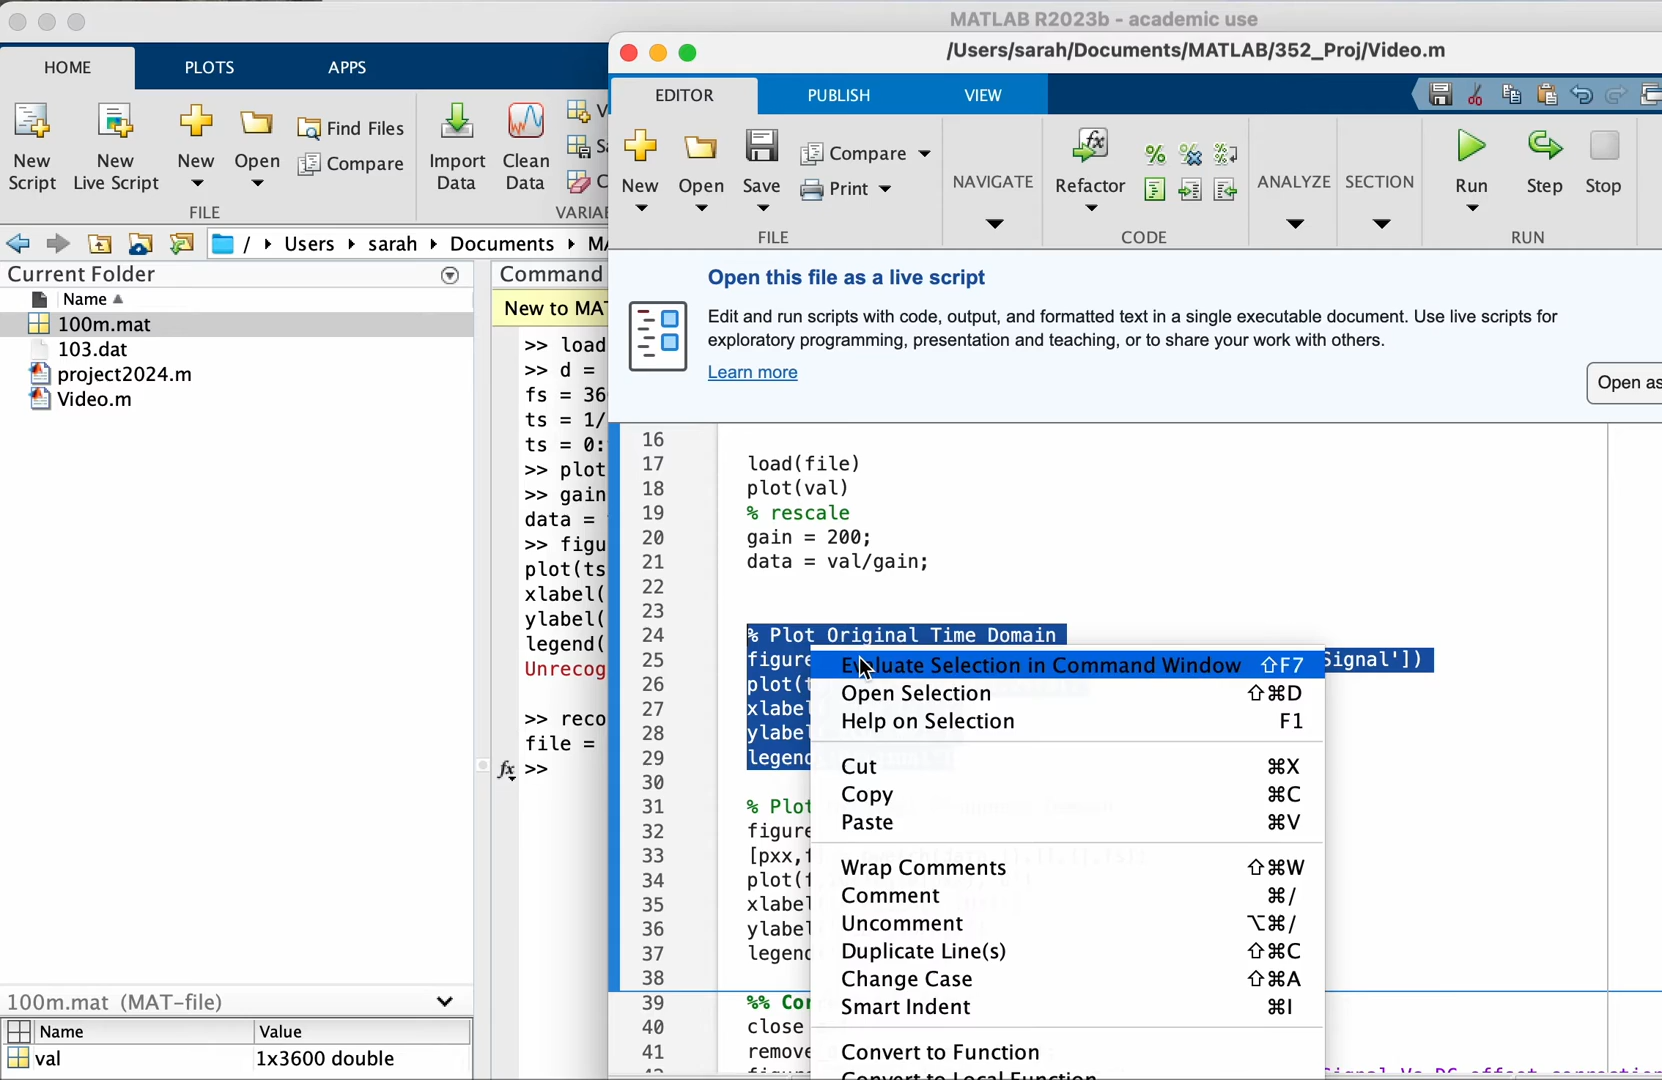 MATLAB R2023b - academic use
/Users/sarah/Documents/MATLAB/352_Proj/Video.m
HOME PLOTS APPS
EDITOR PUBLISH VIEW
New Script
New Live Script
New
Open
Find Files
Compare
Import Data
Clean Data
FILE
New
Open
Save
Compare
Print
FILE
NAVIGATE
Refactor
CODE
ANALYZE
SECTION
Run
Step
Stop
RUN
/ ▸ Users ▸ sarah ▸ Documents ▸
Current Folder
Name
100m.mat
103.dat
project2024.m
Video.m
Command
New to
>> load
>> d =
fs = 36
ts = 1/
ts = 0:
>> plot
>> gain
data =
>> figu
plot(ts
xlabel(
ylabel(
legend(
Unrecog
>> reco
file =
fx >>
Open this file as a live script
Edit and run scripts with code, output, and formatted text in a single executable document. Use live scripts for
exploratory programming, presentation and teaching, or to share your work with others.
Learn more
Open as
16
17 load(file)
18 plot(val)
19 % rescale
20 gain = 200;
21 data = val/gain;
22
23
24 % Plot Original Time Domain
25 figure ignal'])
26 plot(t
27 xlabel
28 ylabel
29 legend
30
31 % Plot
32 figure
33 [pxx,f
34 plot(f
35 xlabel
36 ylabel
37 legend
38
39 %% Cor
40 close
41 remove
Evaluate Selection in Command Window ⇧F7
Open Selection ⇧⌘D
Help on Selection F1
Cut ⌘X
Copy ⌘C
Paste ⌘V
Wrap Comments ⇧⌘W
Comment ⌘/
Uncomment ⌥⌘/
Duplicate Line(s) ⇧⌘C
Change Case ⇧⌘A
Smart Indent ⌘I
Convert to Function
Convert to Local Function
100m.mat (MAT-file)
Name Value
val 1x3600 double